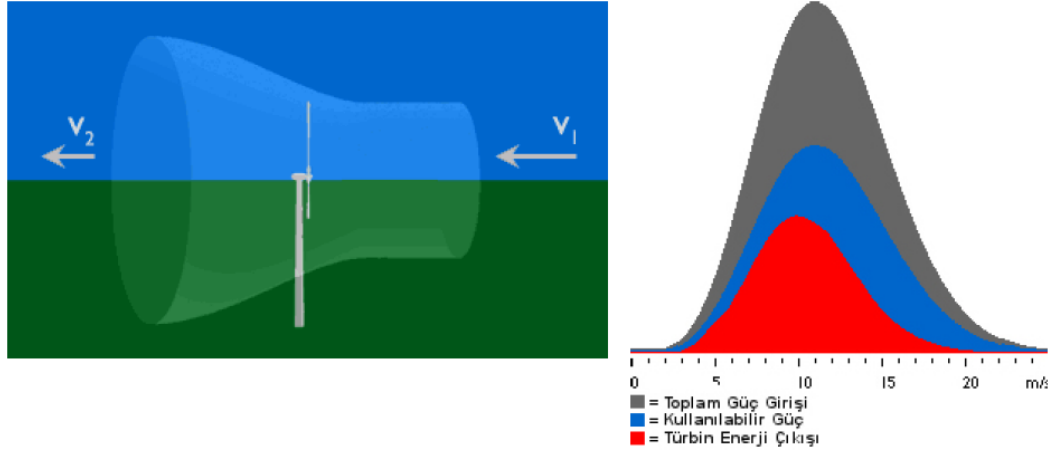 V2
V1
0 5 10 15 20 m/s
= Toplam Güç Girişi
= Kullanılabilir Güç
= Türbin Enerji Çıkışı